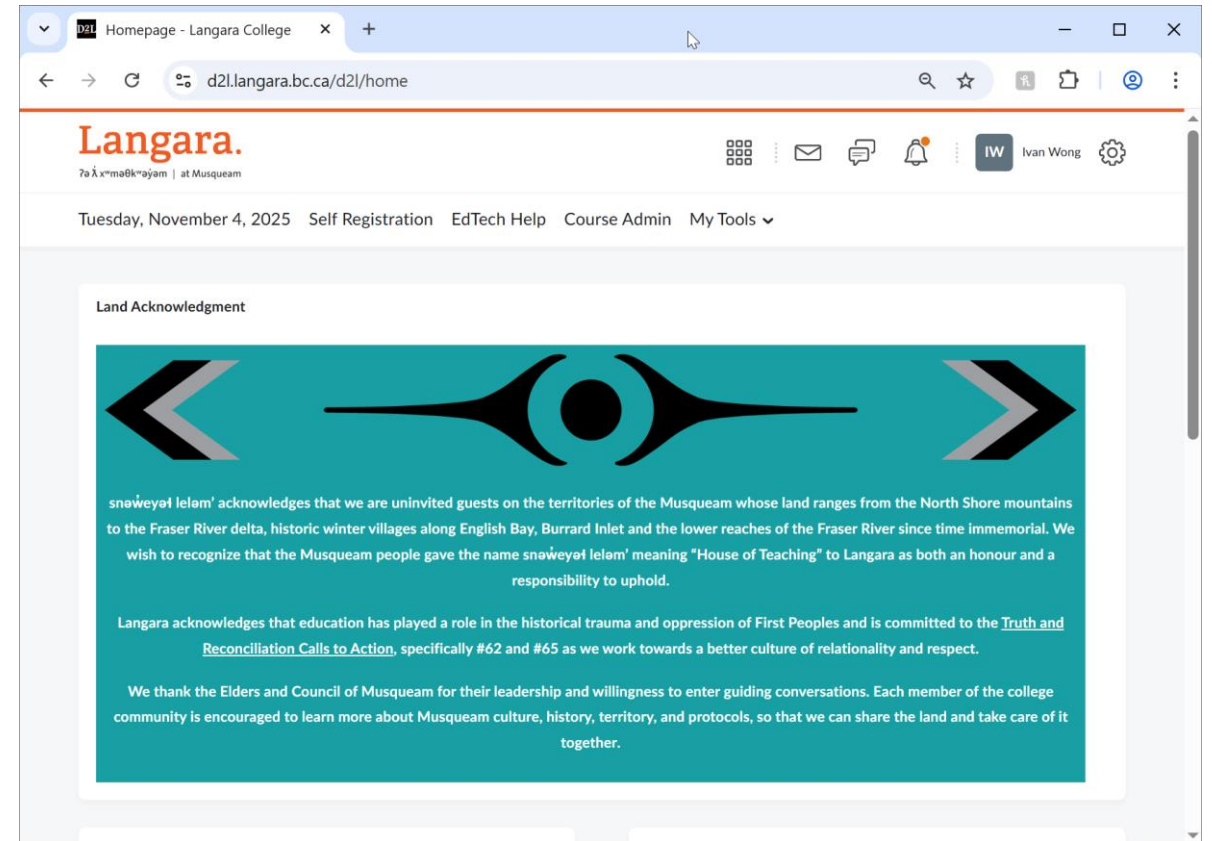 D2L Homepage - Langara College
d2l.langara.bc.ca/d2l/home
Langara.
ʔə ƛ̓ xʷməθkʷəy̓əm | at Musqueam
IW Ivan Wong
Tuesday, November 4, 2025 Self Registration EdTech Help Course Admin My Tools
Land Acknowledgment
snəw̓eyəɬ leləm’ acknowledges that we are uninvited guests on the territories of the Musqueam whose land ranges from the North Shore mountains
to the Fraser River delta, historic winter villages along English Bay, Burrard Inlet and the lower reaches of the Fraser River since time immemorial. We
wish to recognize that the Musqueam people gave the name snəw̓eyəɬ leləm’ meaning “House of Teaching” to Langara as both an honour and a
responsibility to uphold.
Langara acknowledges that education has played a role in the historical trauma and oppression of First Peoples and is committed to the Truth and
Reconciliation Calls to Action, specifically #62 and #65 as we work towards a better culture of relationality and respect.
We thank the Elders and Council of Musqueam for their leadership and willingness to enter guiding conversations. Each member of the college
community is encouraged to learn more about Musqueam culture, history, territory, and protocols, so that we can share the land and take care of it
together.